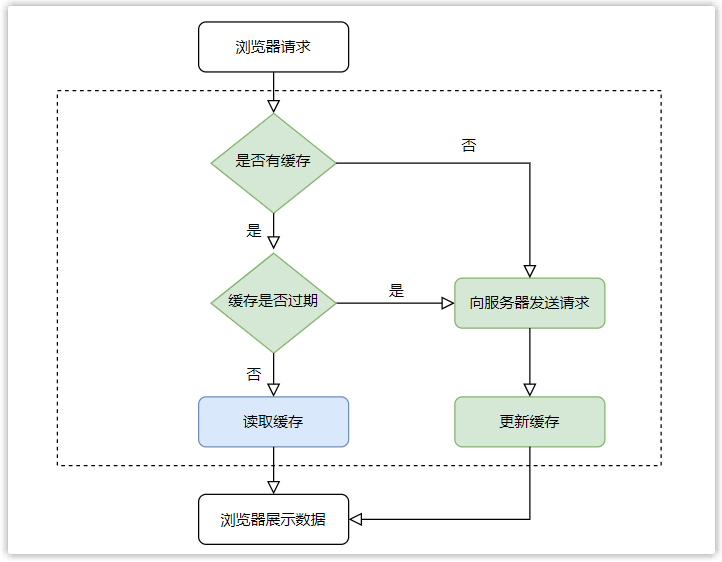 浏览器请求
是否有缓存
否
是
缓存是否过期
是
向服务器发送请求
否
读取缓存
更新缓存
浏览器展示数据